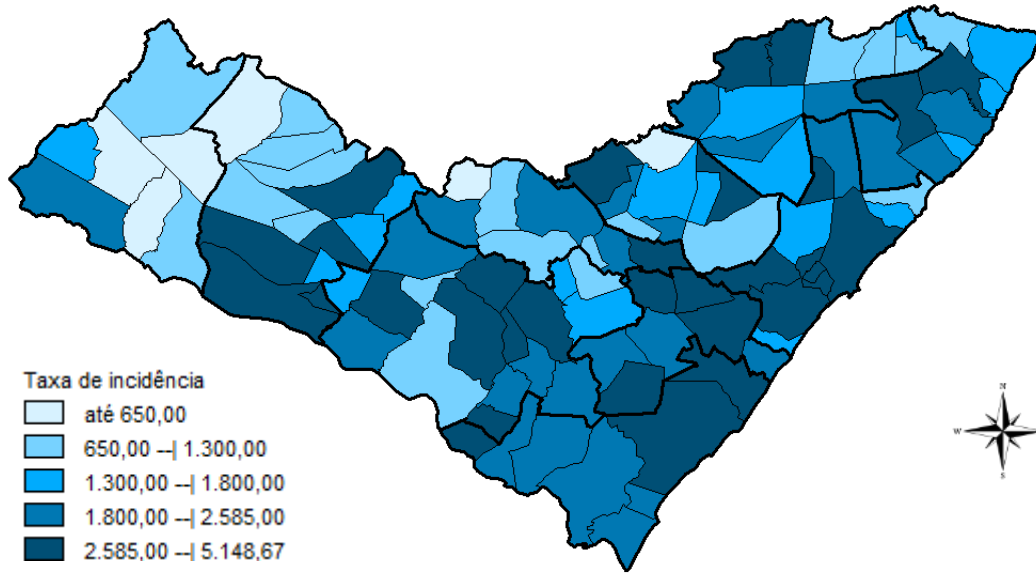 Taxa de incidência
até 650,00
650,00 --| 1.300,00
1.300,00 --| 1.800,00
1.800,00 --| 2.585,00
2.585,00 --| 5.148,67
N
W
E
S